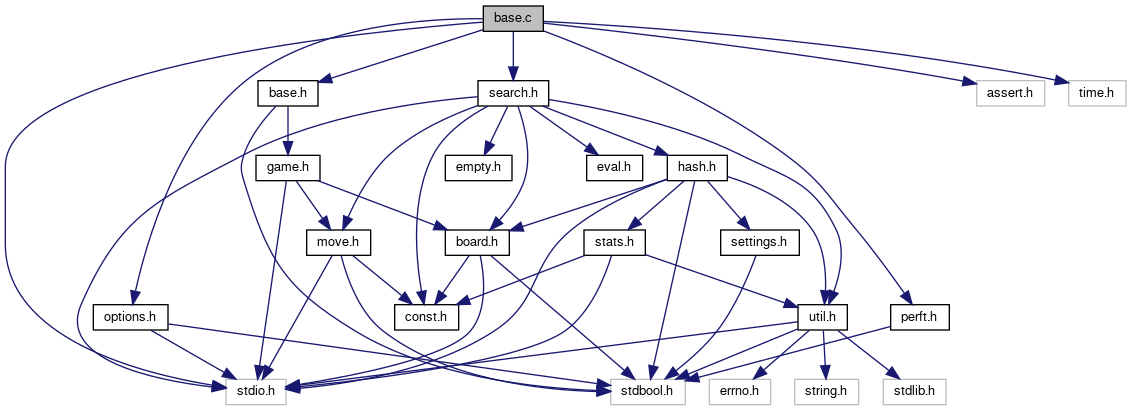 base.c
base.h
search.h
assert.h
time.h
game.h
empty.h
eval.h
hash.h
move.h
board.h
stats.h
settings.h
options.h
const.h
util.h
perft.h
stdio.h
stdbool.h
errno.h
string.h
stdlib.h